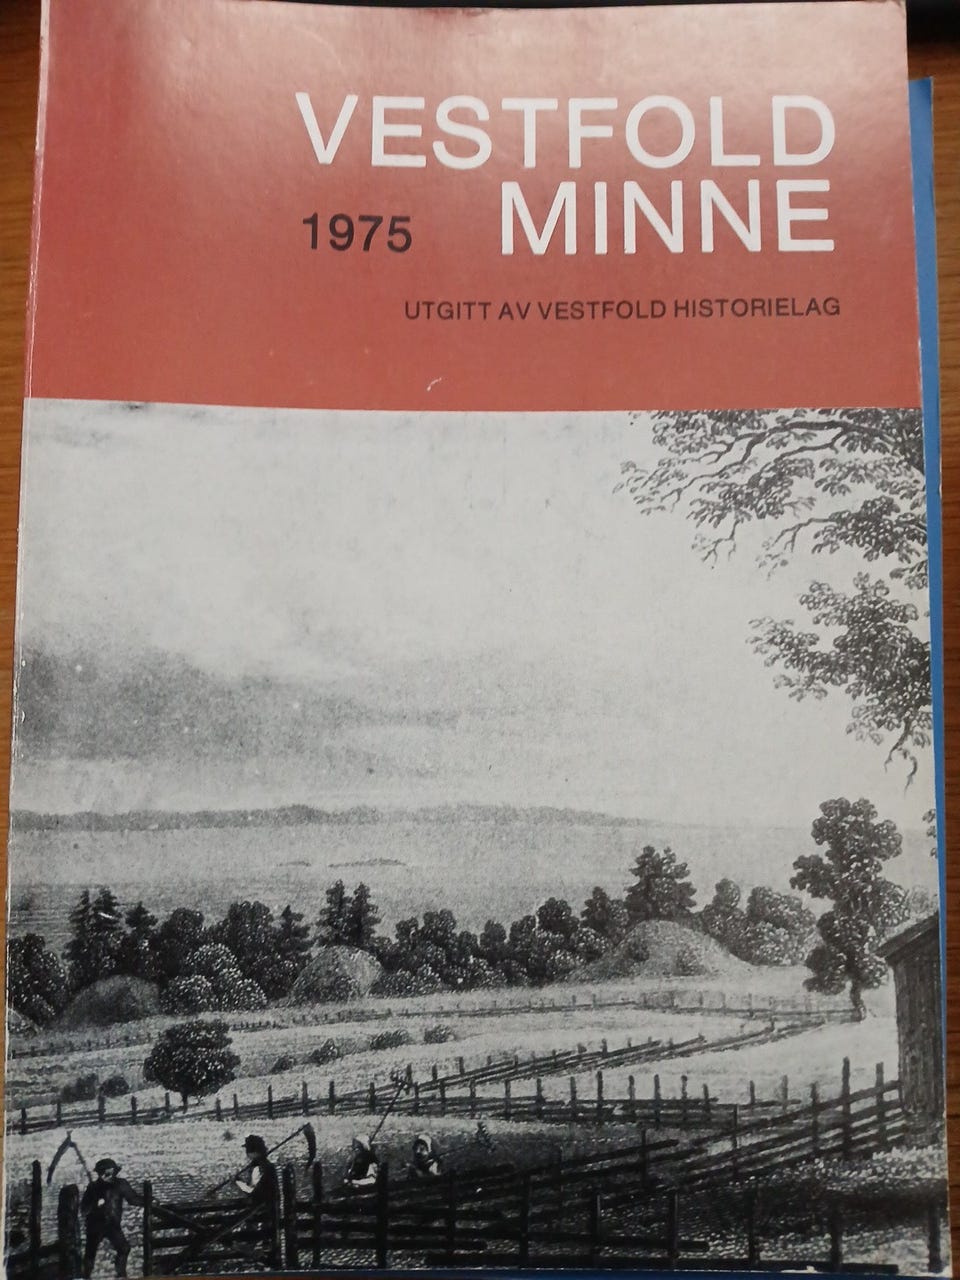 VESTFOLD
MINNE
1975
UTGITT AV VESTFOLD HISTORIELAG